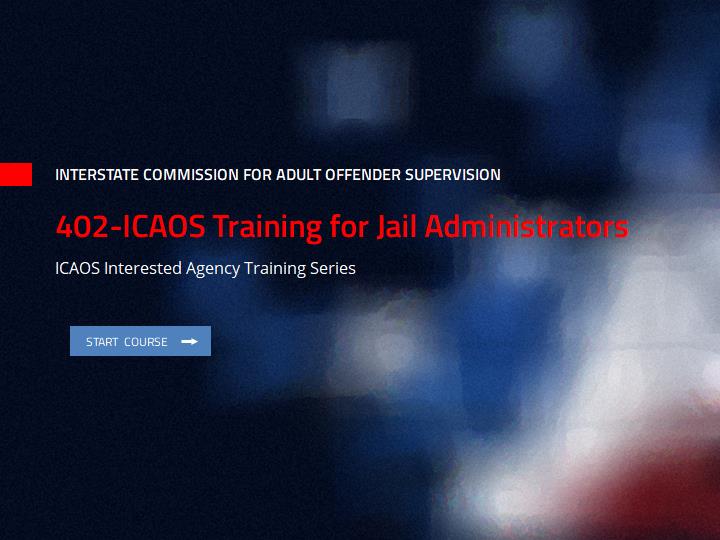 INTERSTATE COMMISSION FOR ADULT OFFENDER SUPERVISION
402-ICAOS Training for Jail Administrators
ICAOS Interested Agency Training Series
START COURSE